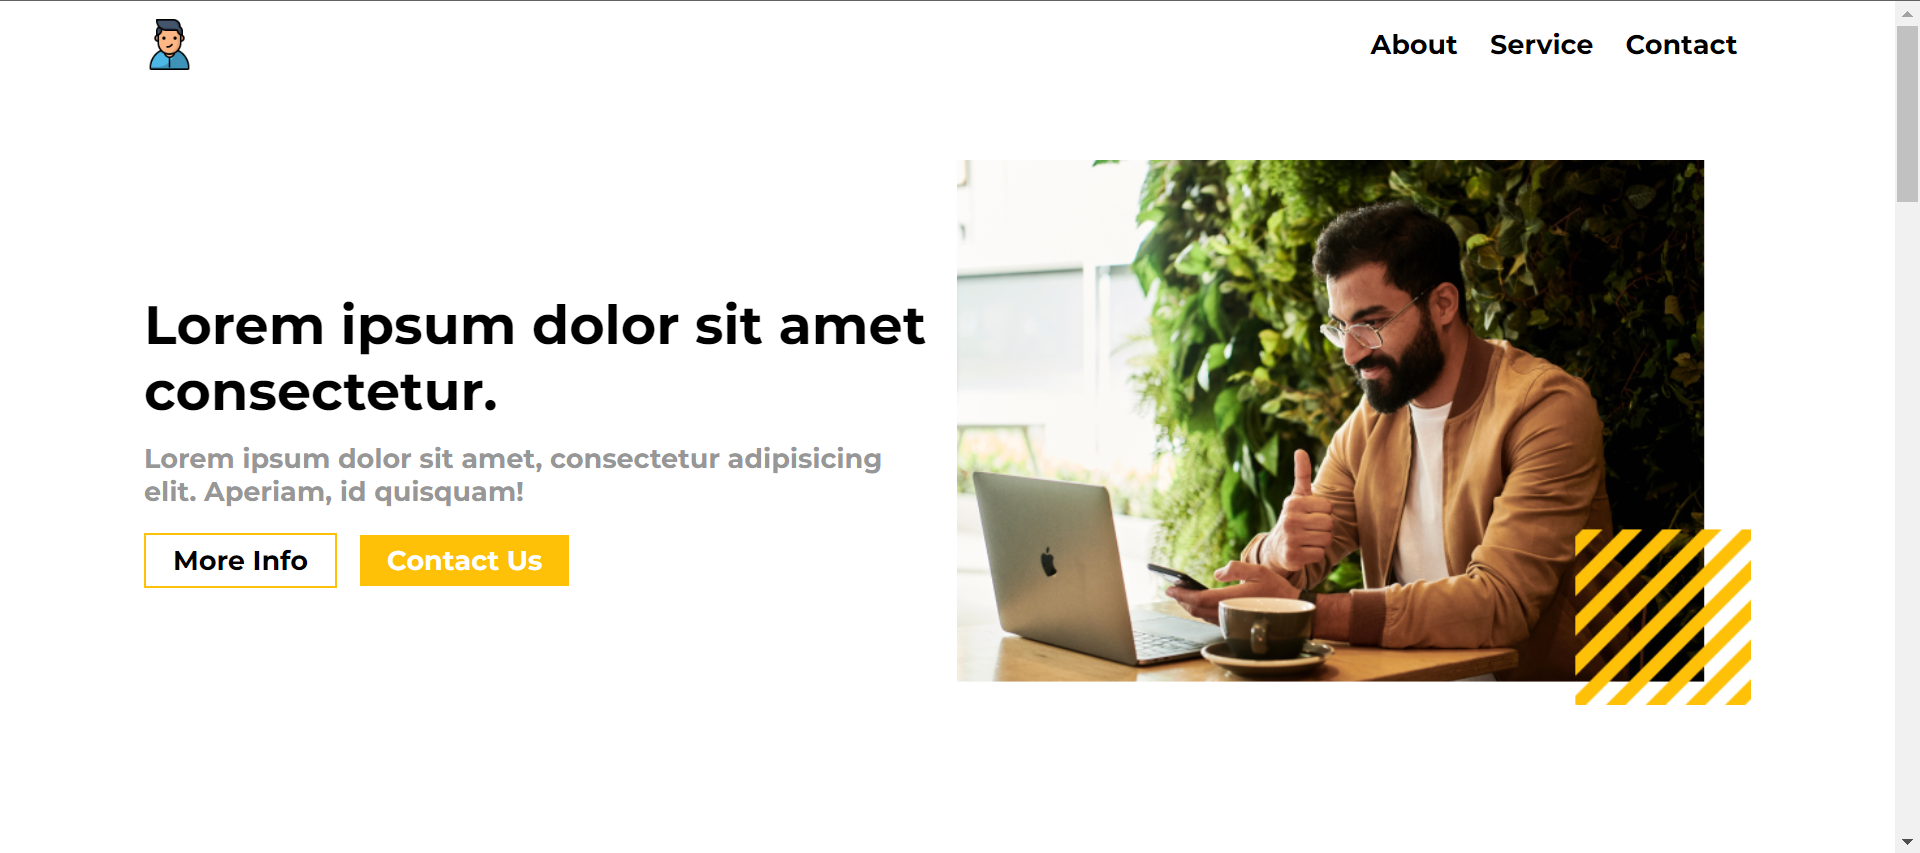 About Service Contact
Lorem ipsum dolor sit amet
consectetur.
Lorem ipsum dolor sit amet, consectetur adipisicing
elit. Aperiam, id quisquam!
More Info Contact Us